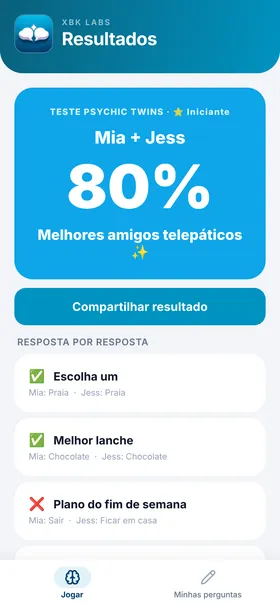 XBK LABS
Resultados
TESTE PSYCHIC TWINS · ⭐ Iniciante
Mia + Jess
80%
Melhores amigos telepáticos
✨
Compartilhar resultado
RESPOSTA POR RESPOSTA
✅ Escolha um
Mia: Praia · Jess: Praia
✅ Melhor lanche
Mia: Chocolate · Jess: Chocolate
❌ Plano do fim de semana
Mia: Sair · Jess: Ficar em casa
Jogar
Minhas perguntas